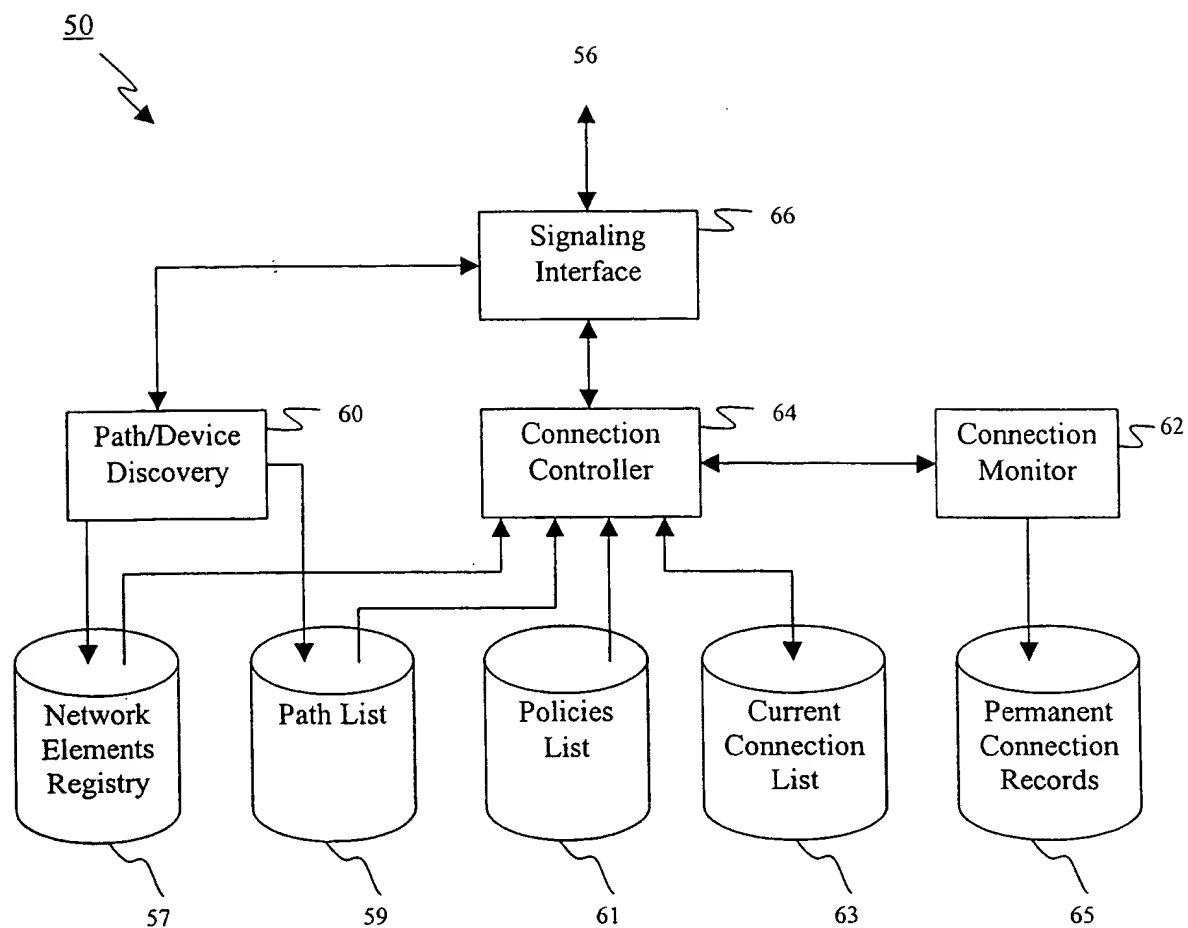 50
56
Signaling
Interface
66
Path/Device
Discovery
60
Connection
Controller
64
Connection
Monitor
62
Network
Elements
Registry
Path List
Policies
List
Current
Connection
List
Permanent
Connection
Records
57
59
61
63
65